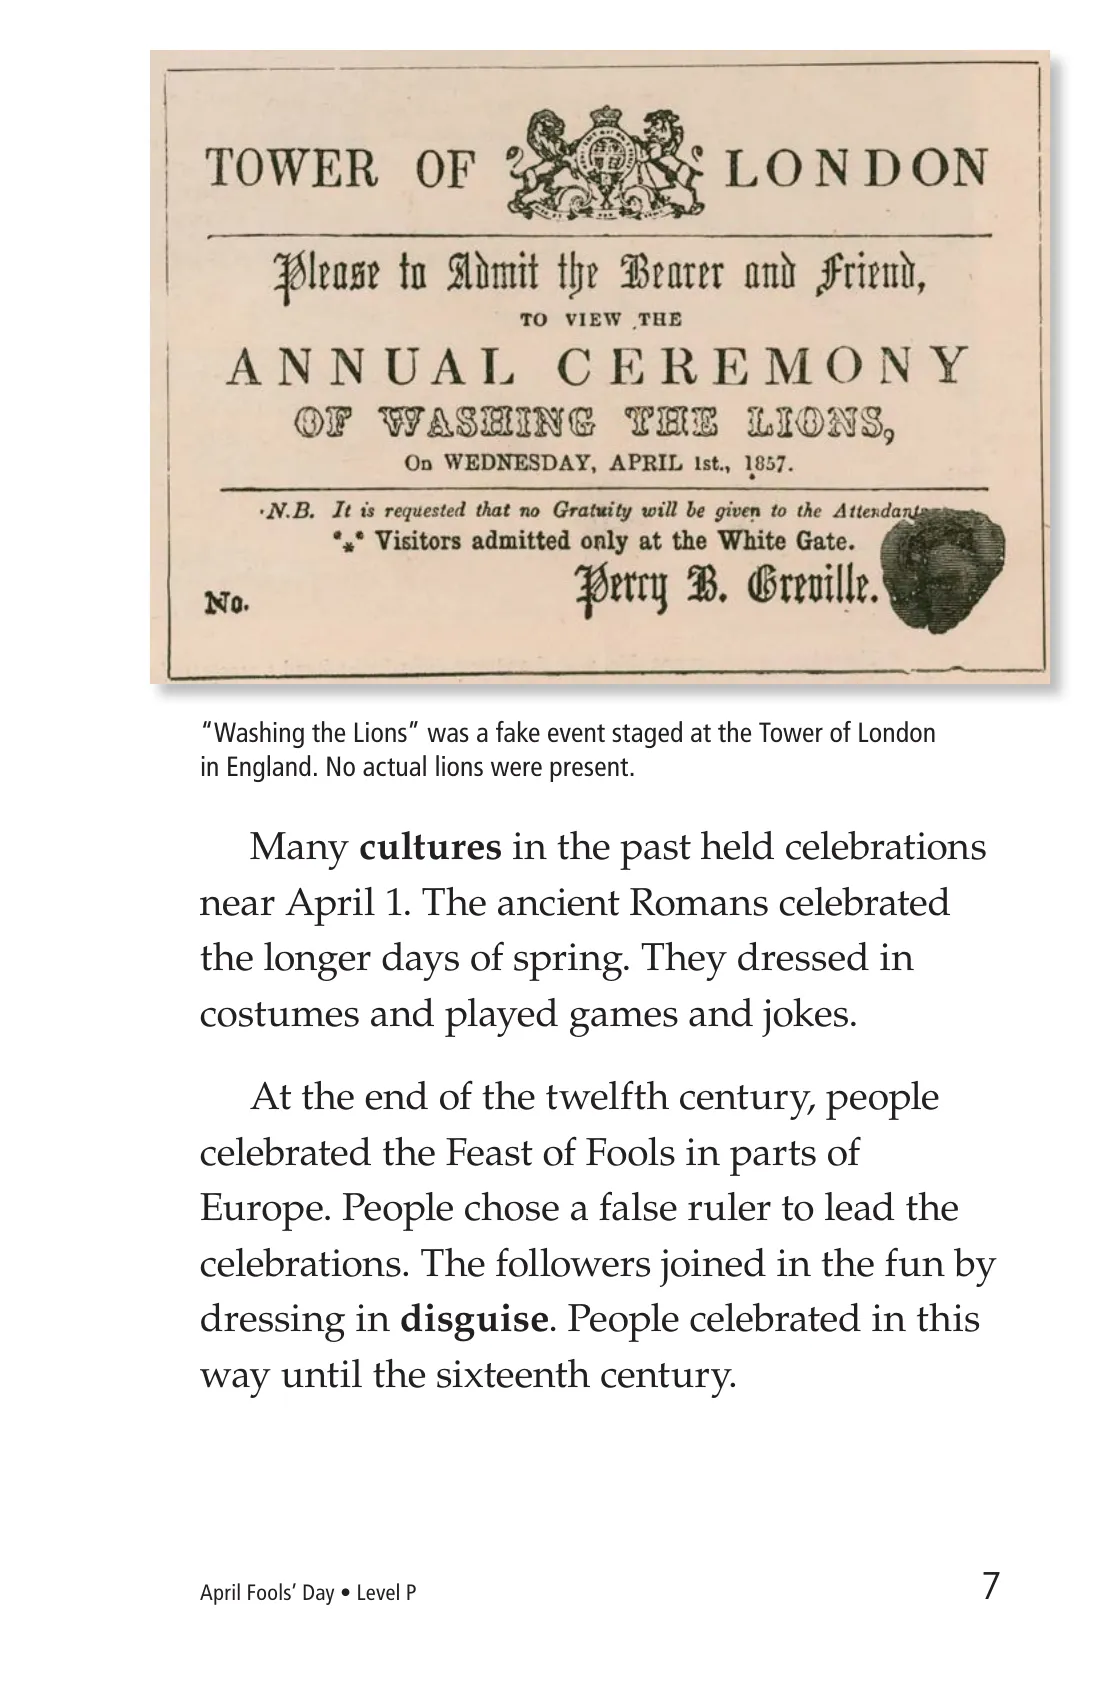 TOWER OF LONDON
Please to Admit the Bearer and Friend,
TO VIEW THE
ANNUAL CEREMONY
OF WASHING THE LIONS,
On WEDNESDAY, APRIL 1st., 1857.
N.B. It is requested that no Gratuity will be given to the Attendants
*⁎* Visitors admitted only at the White Gate.
No. Percy B. Greville.
“Washing the Lions” was a fake event staged at the Tower of London
in England. No actual lions were present.
Many cultures in the past held celebrations
near April 1. The ancient Romans celebrated
the longer days of spring. They dressed in
costumes and played games and jokes.
At the end of the twelfth century, people
celebrated the Feast of Fools in parts of
Europe. People chose a false ruler to lead the
celebrations. The followers joined in the fun by
dressing in disguise. People celebrated in this
way until the sixteenth century.
April Fools’ Day • Level P 7